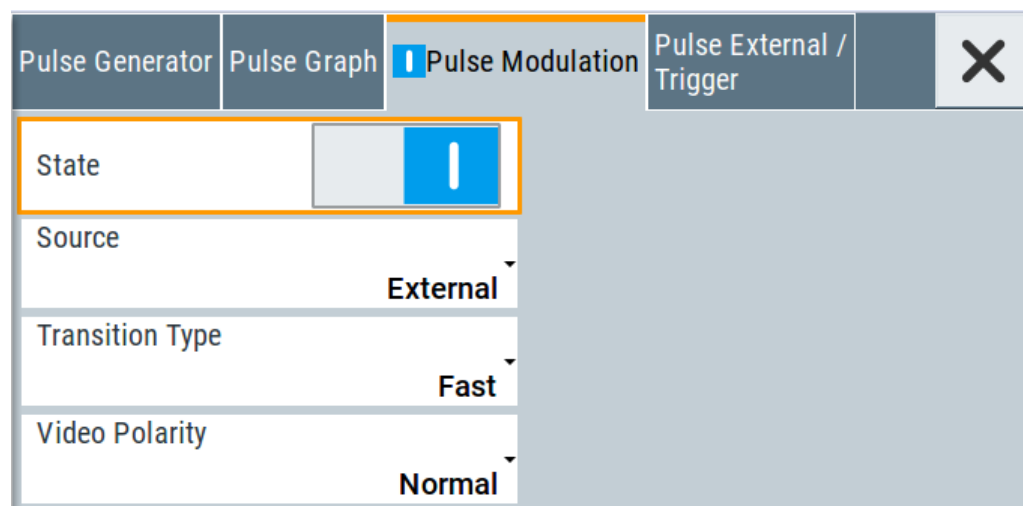 Pulse Generator
Pulse Graph
Pulse Modulation
Pulse External /
Trigger
State
Source
External
Transition Type
Fast
Video Polarity
Normal